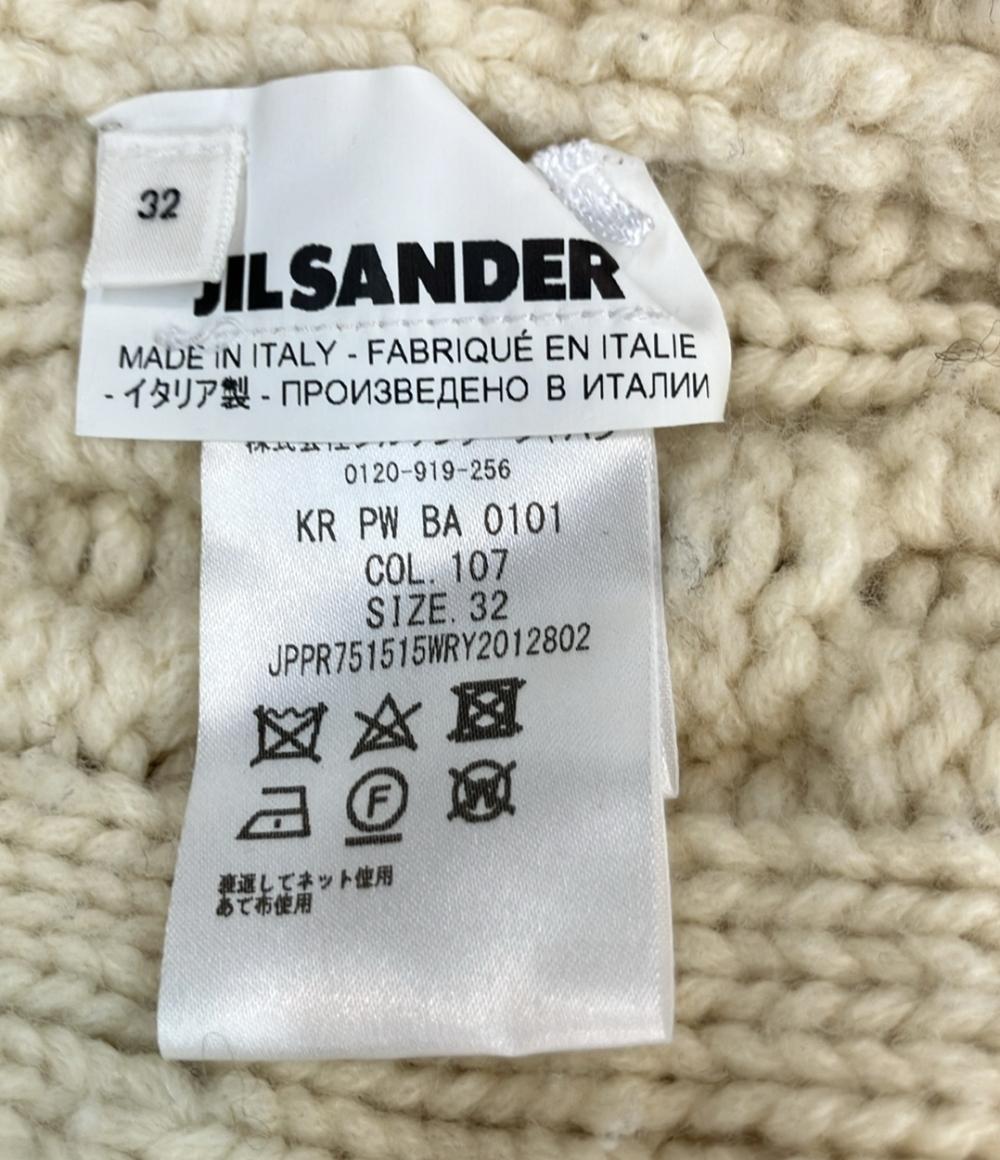 32
JIL SANDER
MADE IN ITALY - FABRIQUÉ EN ITALIE
- イタリア製 - ПРОИЗВЕДЕНО В ИТАЛИИ
0120-919-256
KR PW BA 0101
COL. 107
SIZE. 32
JPPR751515WRY2012802
F
W
裏返してネット使用
あて布使用